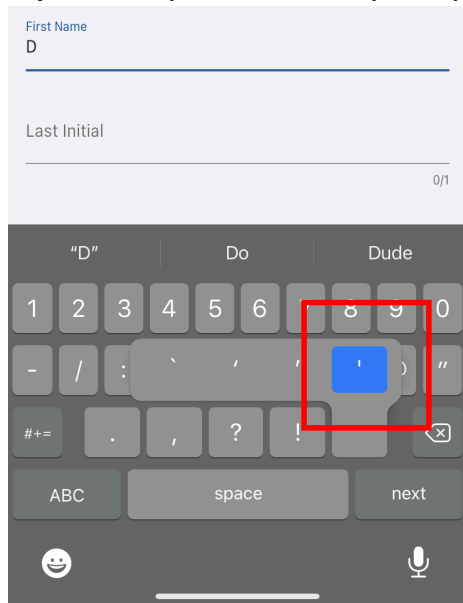 First Name
D
Last Initial
0/1
“D” Do Dude
1 2 3 4 5 6 8 9 0
- / : ` ‘ ’ ' ”
#+= . , ? !
ABC space next